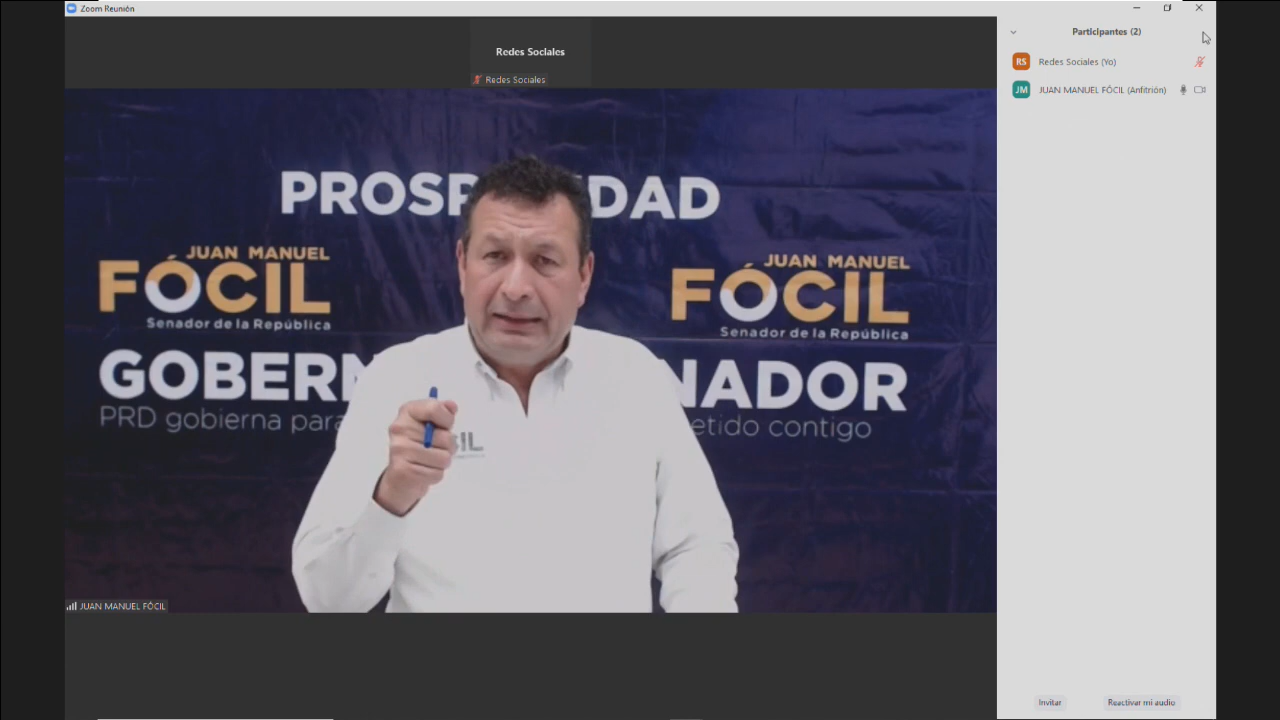 Zoom Reunión
Redes Sociales
Redes Sociales
Participantes (2)
RS Redes Sociales (Yo)
JM JUAN MANUEL FÓCIL (Anfitrión)
PROSP IDAD
JUAN MANUEL
FÓCIL
Senador de la República
JUAN MANUEL
FÓCIL
Senador de la República
GOBERN NADOR
PRD gobierna para etido contigo
CIL
JUAN MANUEL FÓCIL
Invitar
Reactivar mi audio